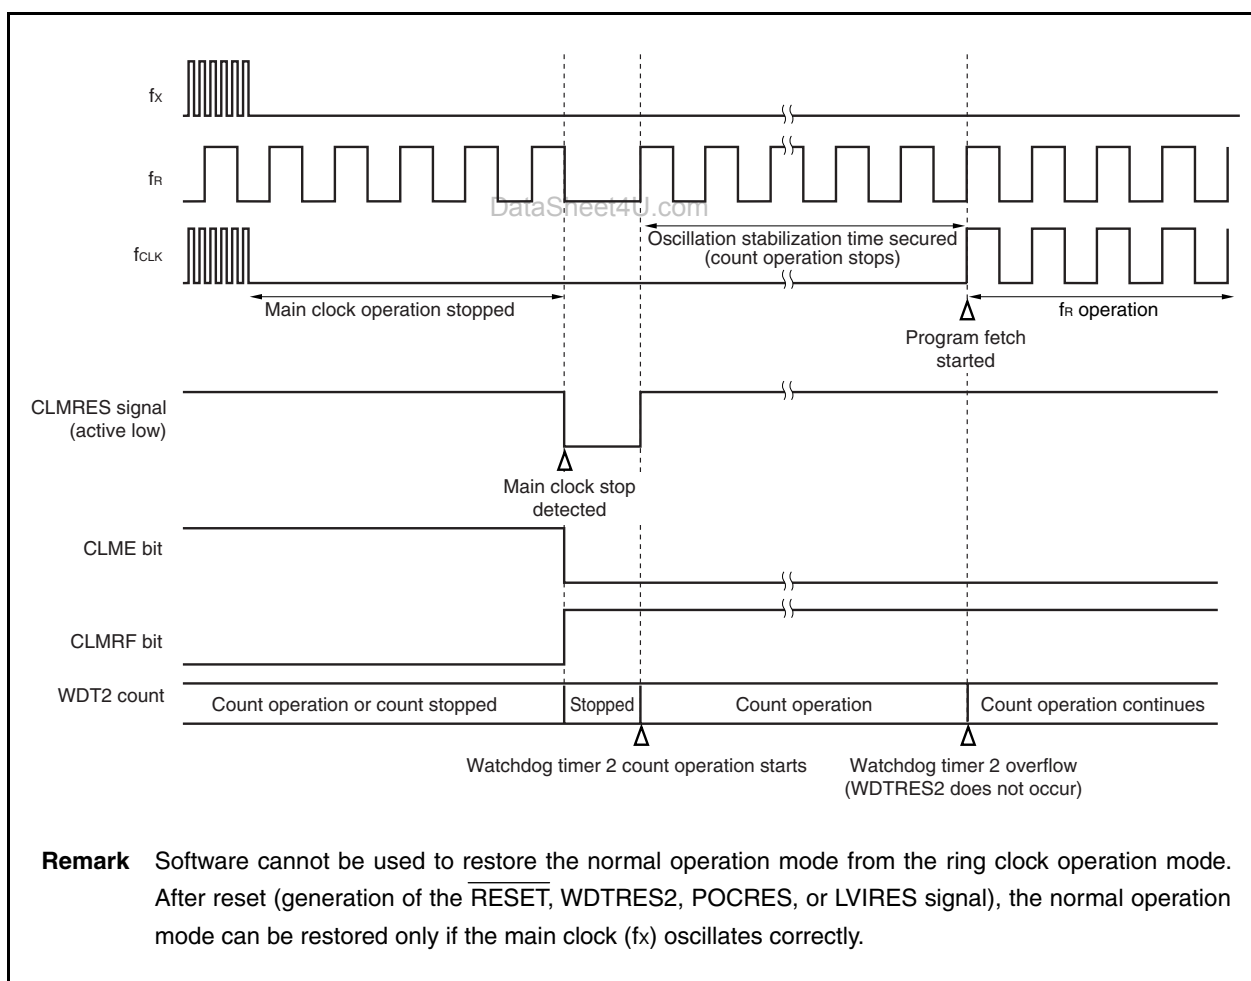 fX
fR
DataSheet4U.com
Oscillation stabilization time secured
(count operation stops)
fCLK
Main clock operation stopped
fR operation
Program fetch
started
CLMRES signal
(active low)
Main clock stop
detected
CLME bit
CLMRF bit
WDT2 count
Count operation or count stopped
Stopped
Count operation
Count operation continues
Watchdog timer 2 count operation starts
Watchdog timer 2 overflow
(WDTRES2 does not occur)
Remark Software cannot be used to restore the normal operation mode from the ring clock operation mode.
After reset (generation of the RESET, WDTRES2, POCRES, or LVIRES signal), the normal operation
mode can be restored only if the main clock (fX) oscillates correctly.